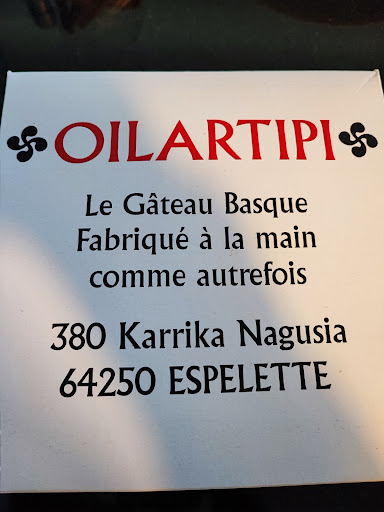 OILARTIPI
Le Gâteau Basque
Fabriqué à la main
comme autrefois
380 Karrika Nagusia
64250 ESPELETTE